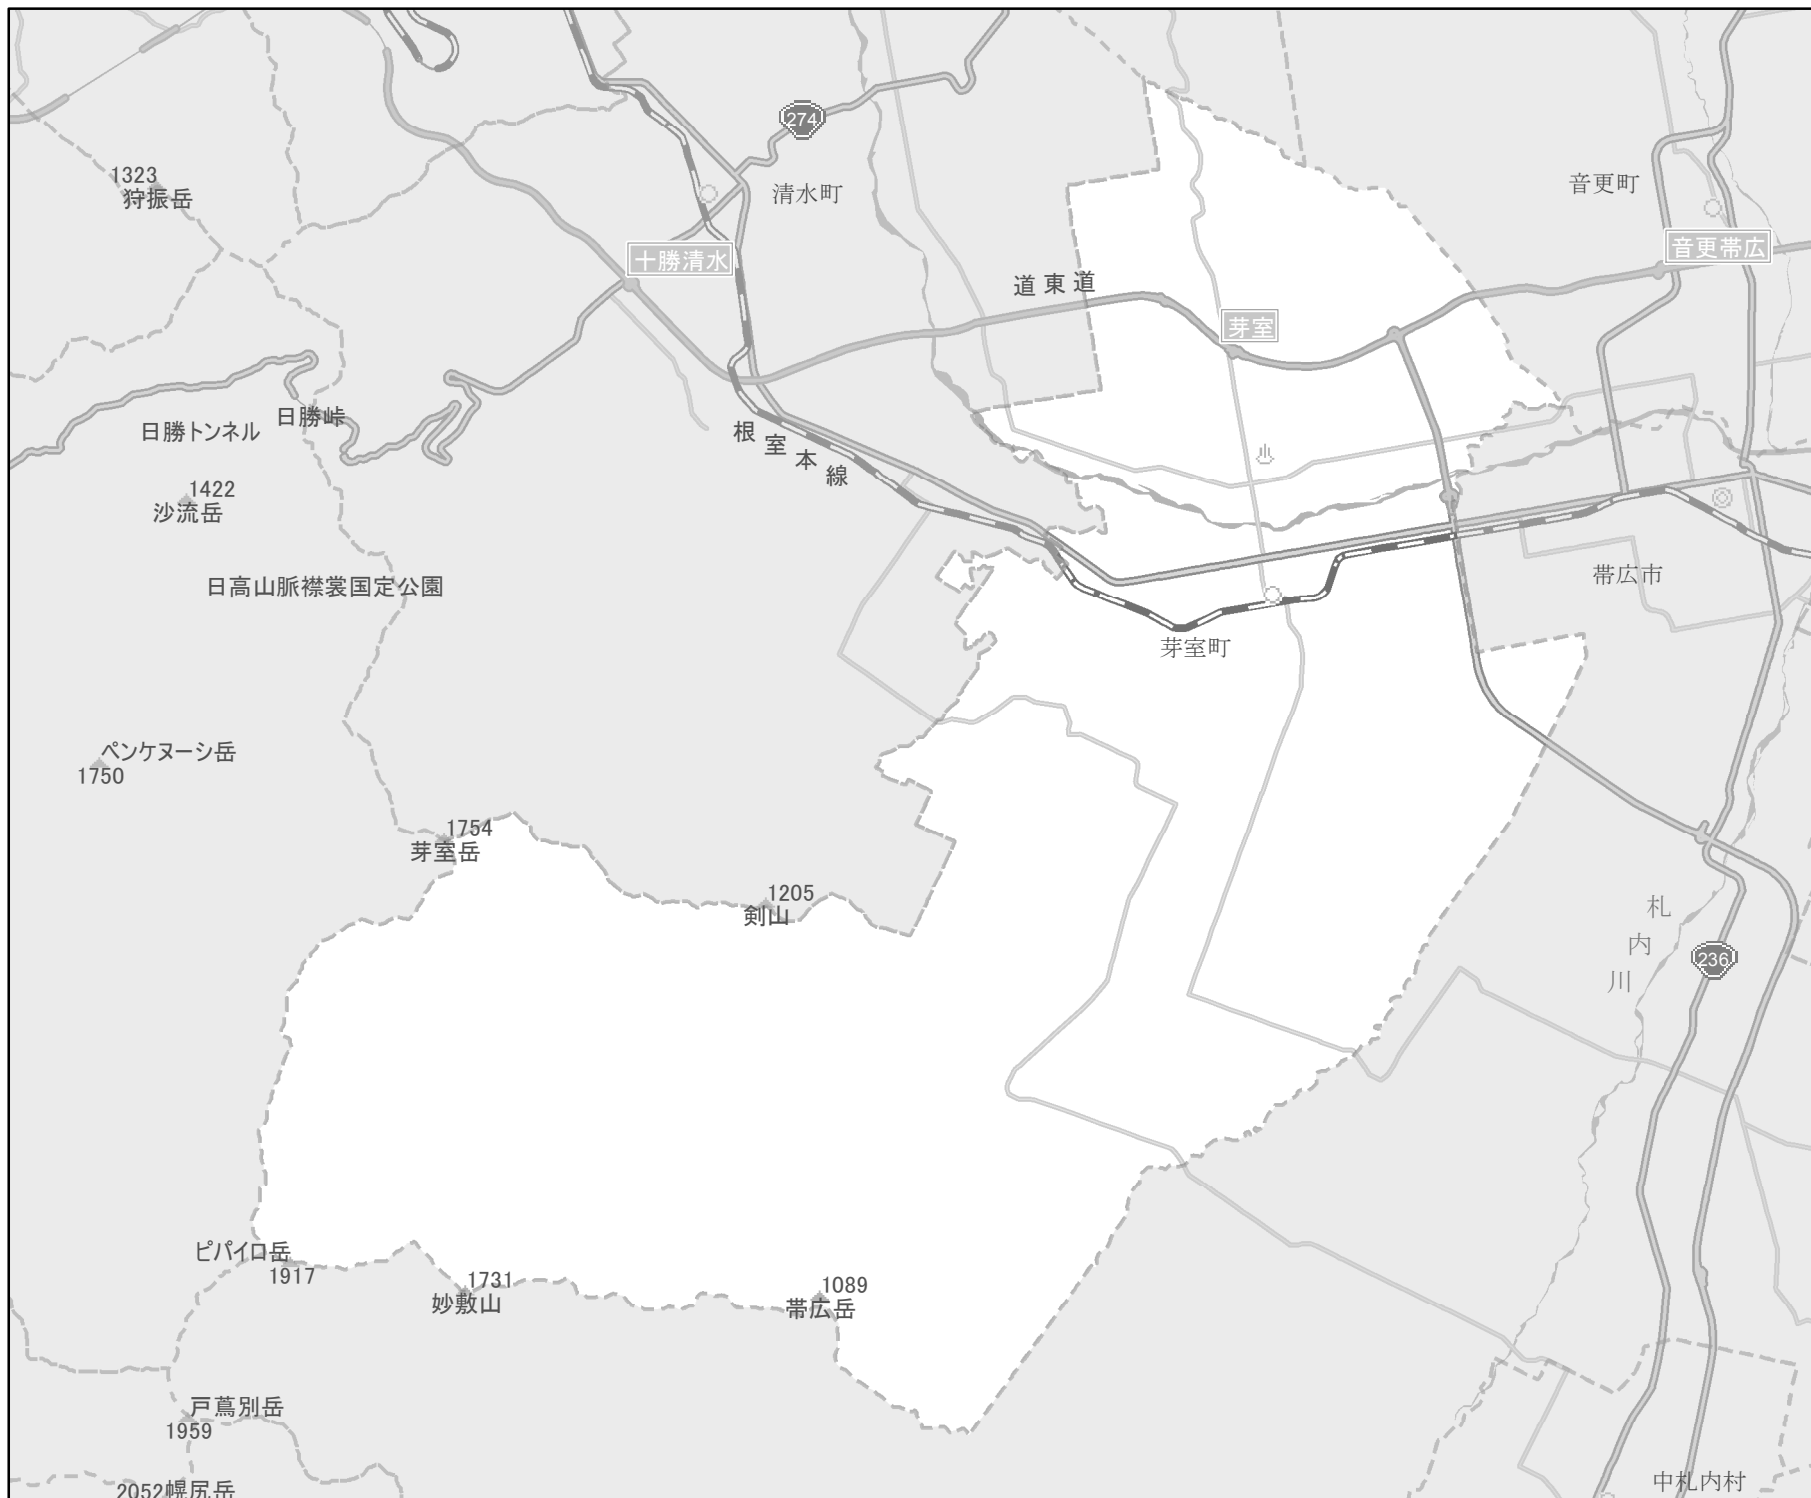 274
1323
狩振岳
清水町
音更町
十勝清水
音更帯広
道東道
芽室
日勝峠
日勝トンネル
根室本線
1422
沙流岳
日高山脈襟裳国定公園
帯広市
芽室町
ペンケヌーシ岳
1750
1754
芽室岳
1205
剣山
札内川
236
ピパイロ岳
1917
1731
妙敷山
1089
帯広岳
戸蔦別岳
1959
中札内村
2052幌尻岳